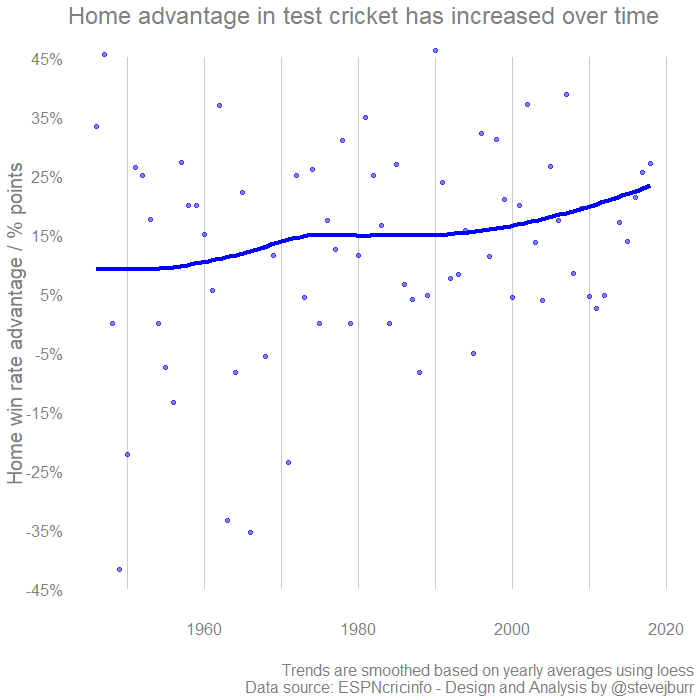 Home advantage in test cricket has increased over time
Home win rate advantage / % points
45%
35%
25%
15%
5%
-5%
-15%
-25%
-35%
-45%
1960 1980 2000 2020
Trends are smoothed based on yearly averages using loess
Data source: ESPNcricinfo - Design and Analysis by @stevejburr